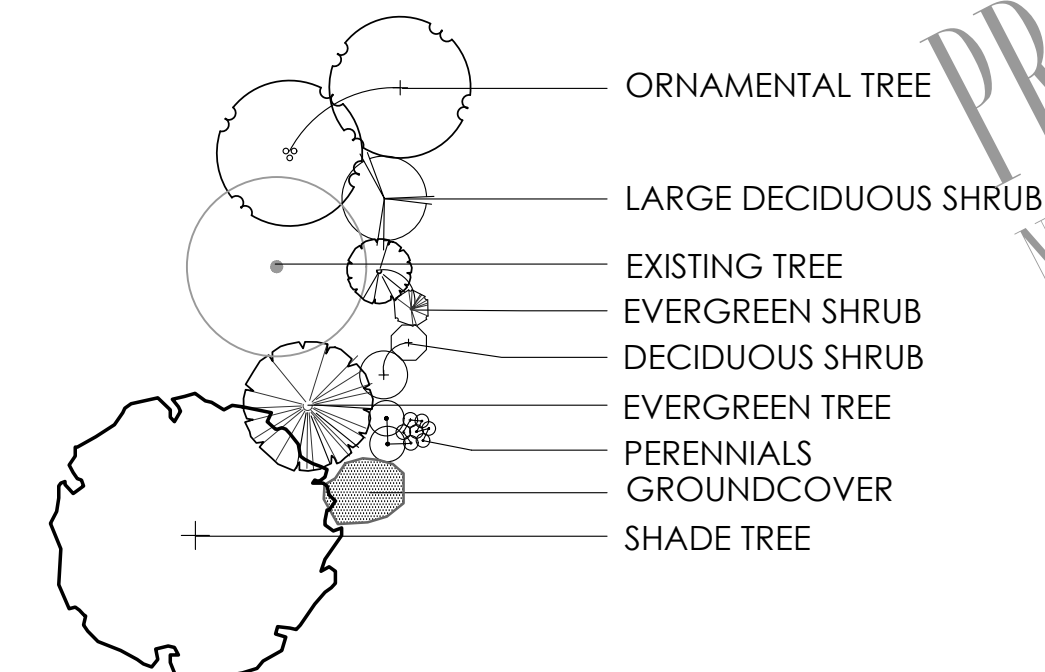 ORNAMENTAL TREE
LARGE DECIDUOUS SHRUB
EXISTING TREE
EVERGREEN SHRUB
DECIDUOUS SHRUB
EVERGREEN TREE
PERENNIALS
GROUNDCOVER
SHADE TREE